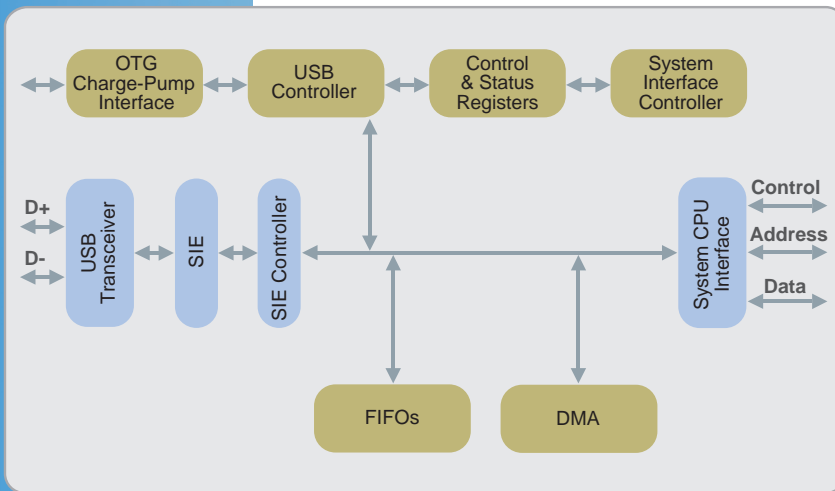 OTG
Charge-Pump
Interface
USB
Controller
Control
& Status
Registers
System
Interface
Controller
D+
D-
USB
Transceiver
SIE
SIE Controller
System CPU
Interface
Control
Address
Data
FIFOs
DMA